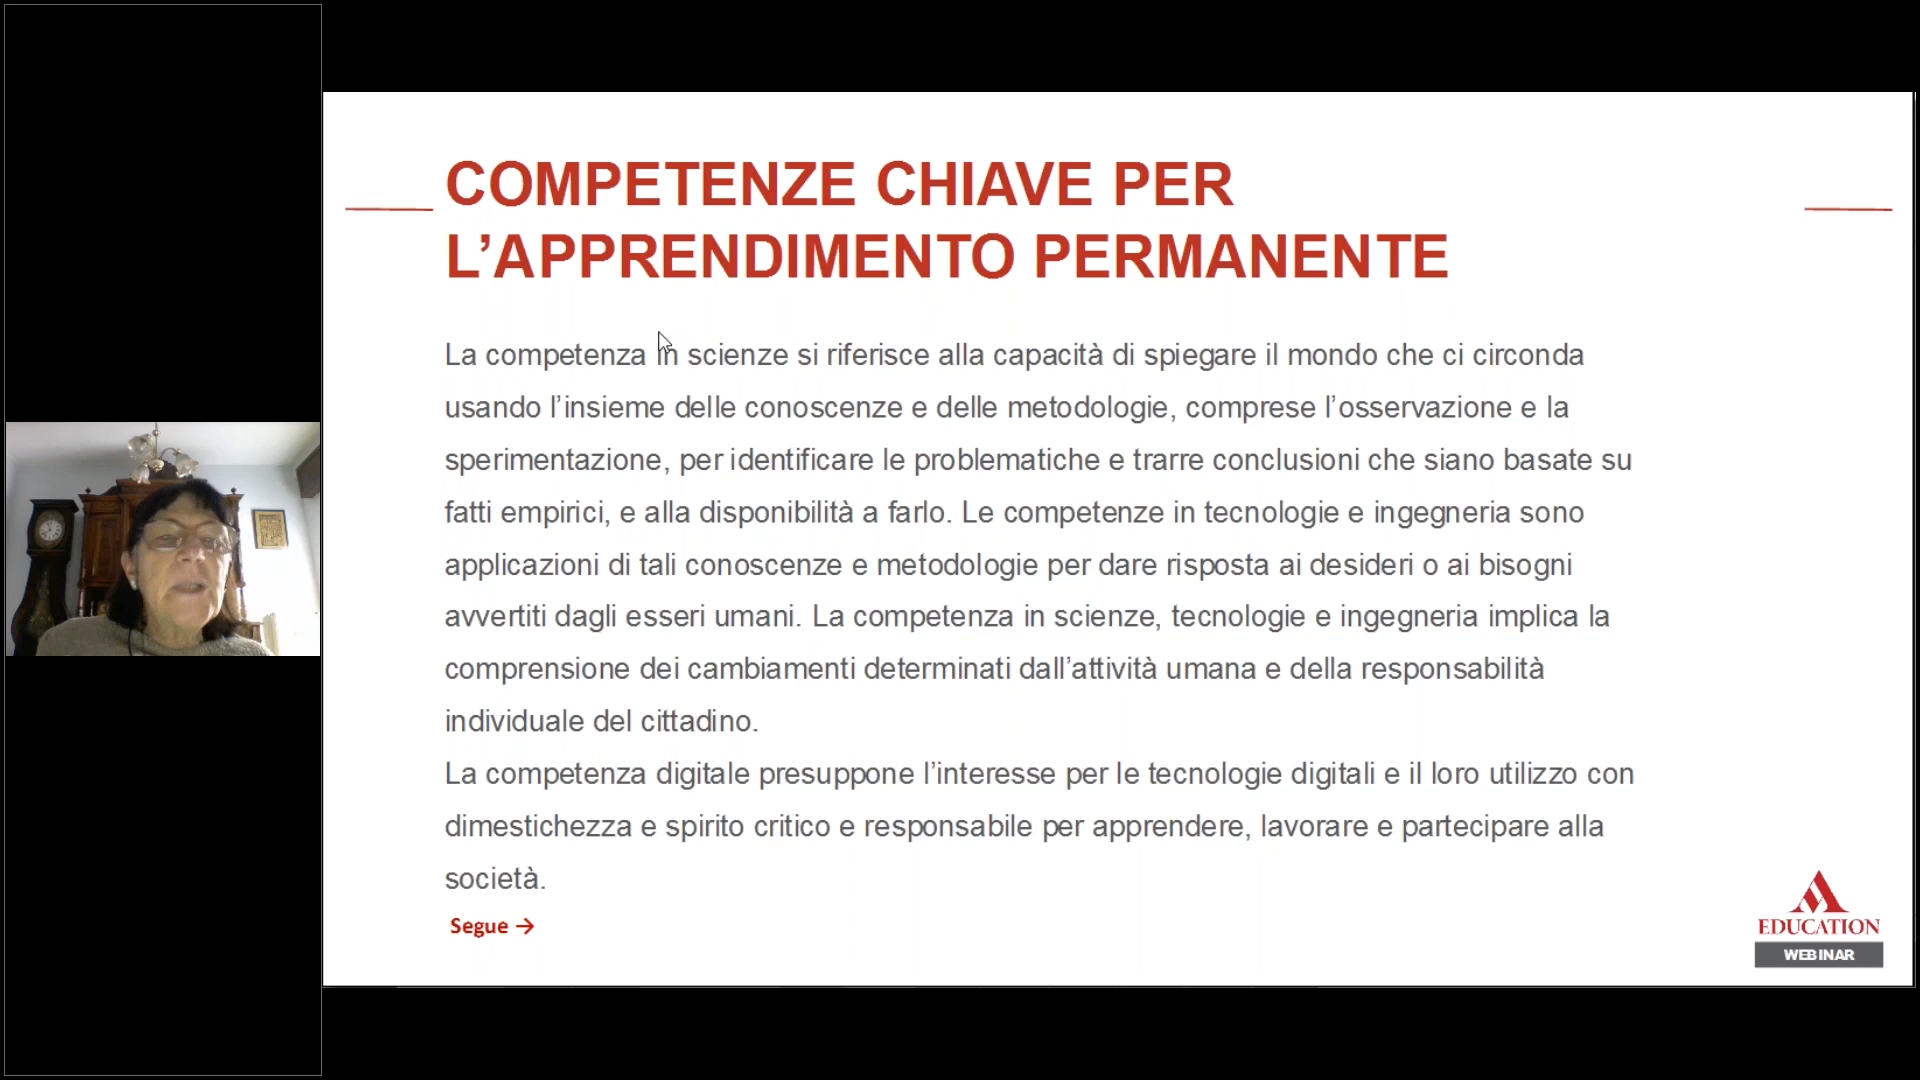 COMPETENZE CHIAVE PER
L’APPRENDIMENTO PERMANENTE
La competenza in scienze si riferisce alla capacità di spiegare il mondo che ci circonda
usando l’insieme delle conoscenze e delle metodologie, comprese l’osservazione e la
sperimentazione, per identificare le problematiche e trarre conclusioni che siano basate su
fatti empirici, e alla disponibilità a farlo. Le competenze in tecnologie e ingegneria sono
applicazioni di tali conoscenze e metodologie per dare risposta ai desideri o ai bisogni
avvertiti dagli esseri umani. La competenza in scienze, tecnologie e ingegneria implica la
comprensione dei cambiamenti determinati dall’attività umana e della responsabilità
individuale del cittadino.
La competenza digitale presuppone l’interesse per le tecnologie digitali e il loro utilizzo con
dimestichezza e spirito critico e responsabile per apprendere, lavorare e partecipare alla
società.
Segue →
EDUCATION
WEBINAR